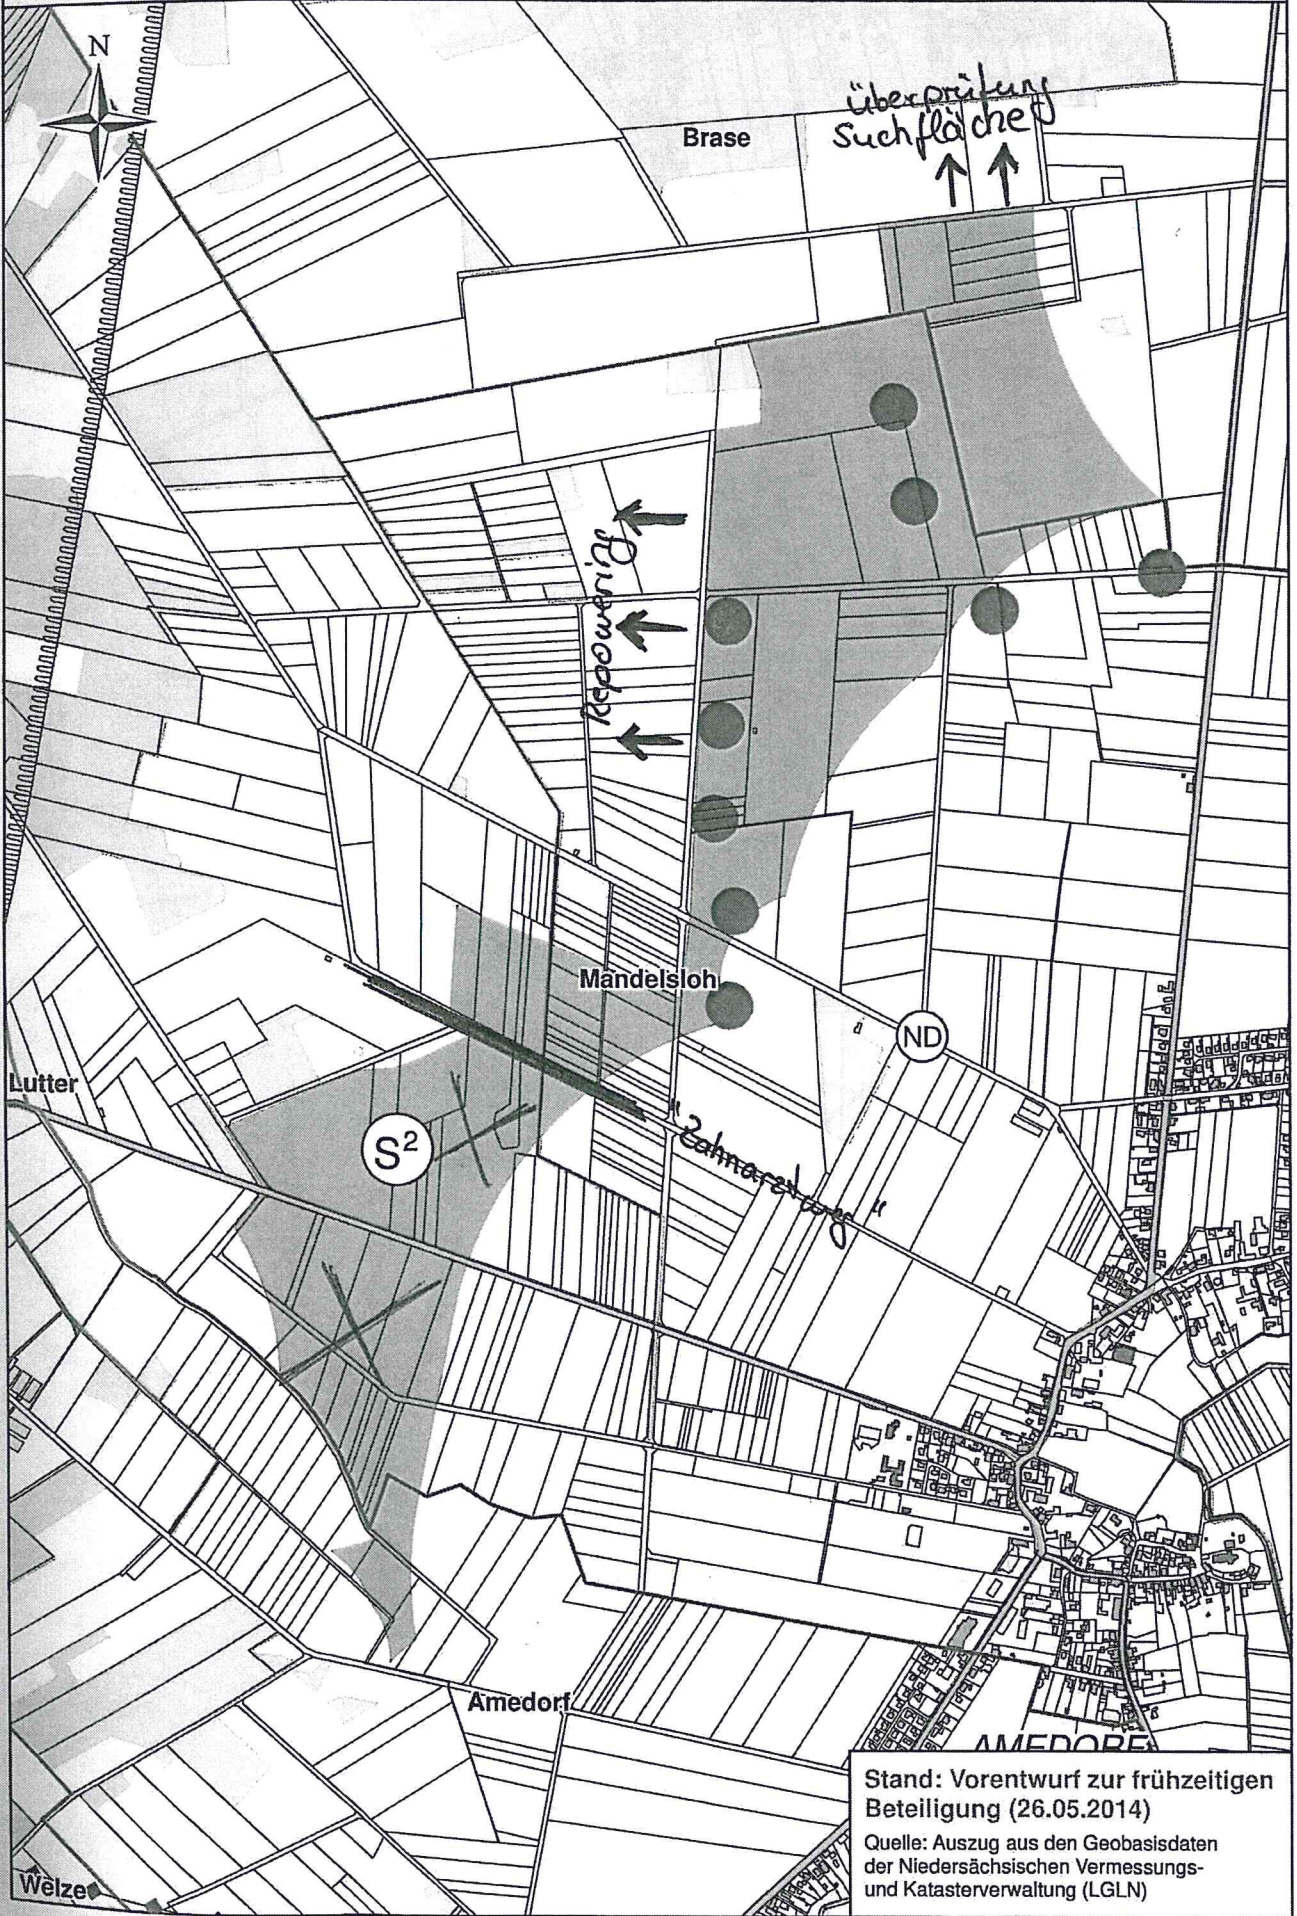 N
überprüfung
Suchfläche
Brase
Repowering
Mandelsloh
ND
Lutter
S²
"Zahnarztweg"
Amedorf
AMEDORF
Stand: Vorentwurf zur frühzeitigen
Beteiligung (26.05.2014)
Quelle: Auszug aus den Geobasisdaten
der Niedersächsischen Vermessungs-
und Katasterverwaltung (LGLN)
Welze